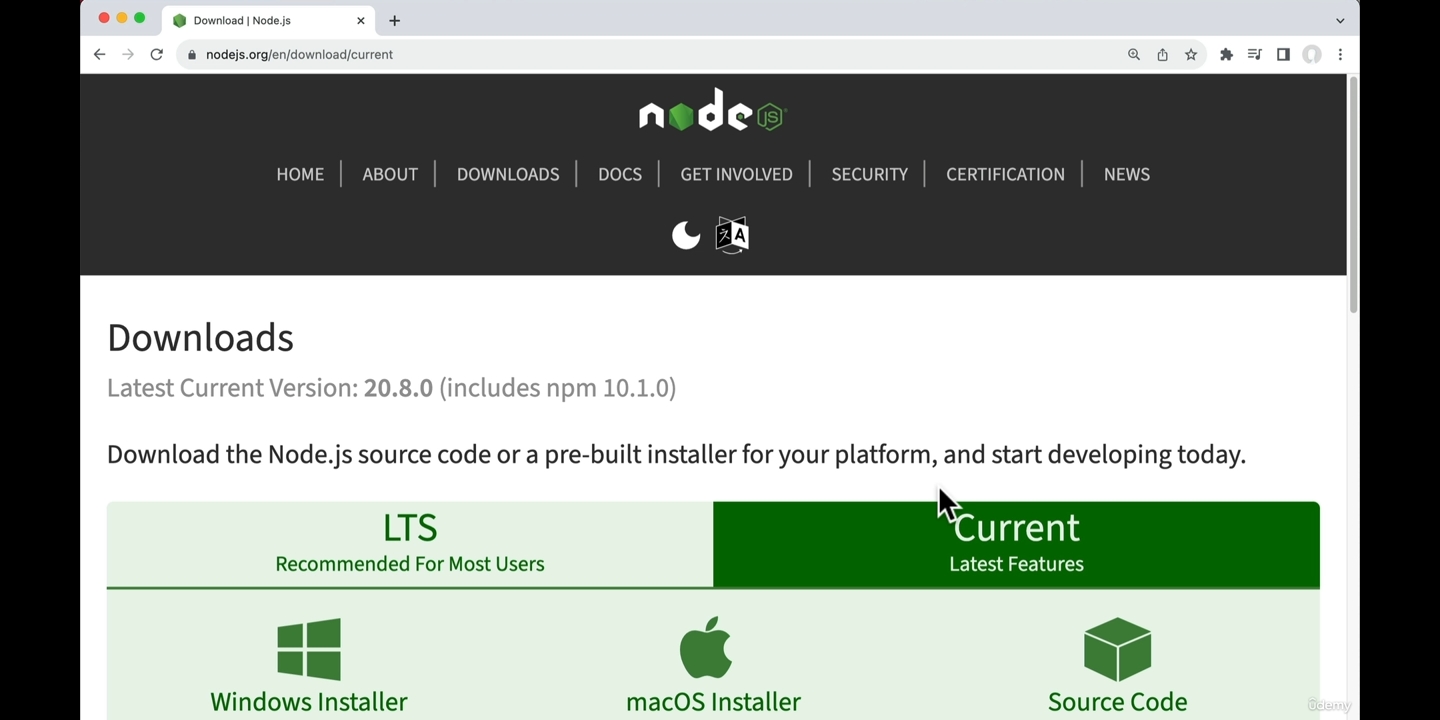 Download | Node.js
nodejs.org/en/download/current
node JS
HOME ABOUT DOWNLOADS DOCS GET INVOLVED SECURITY CERTIFICATION NEWS
Downloads
Latest Current Version: 20.8.0 (includes npm 10.1.0)
Download the Node.js source code or a pre-built installer for your platform, and start developing today.
LTS
Recommended For Most Users
Current
Latest Features
Windows Installer
macOS Installer
Source Code
ûdemy